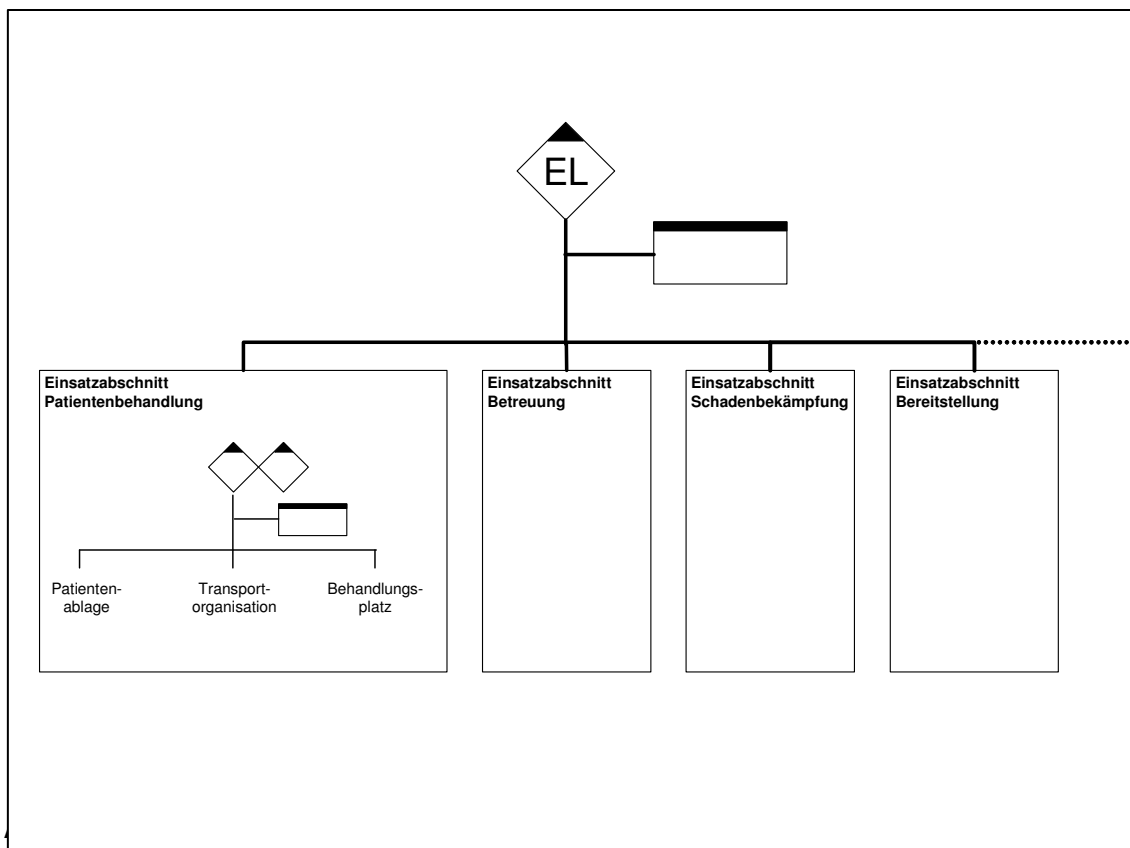 EL
Einsatzabschnitt
Patientenbehandlung
Einsatzabschnitt
Betreuung
Einsatzabschnitt
Schadenbekämpfung
Einsatzabschnitt
Bereitstellung
Patienten-
ablage
Transport-
organisation
Behandlungs-
platz